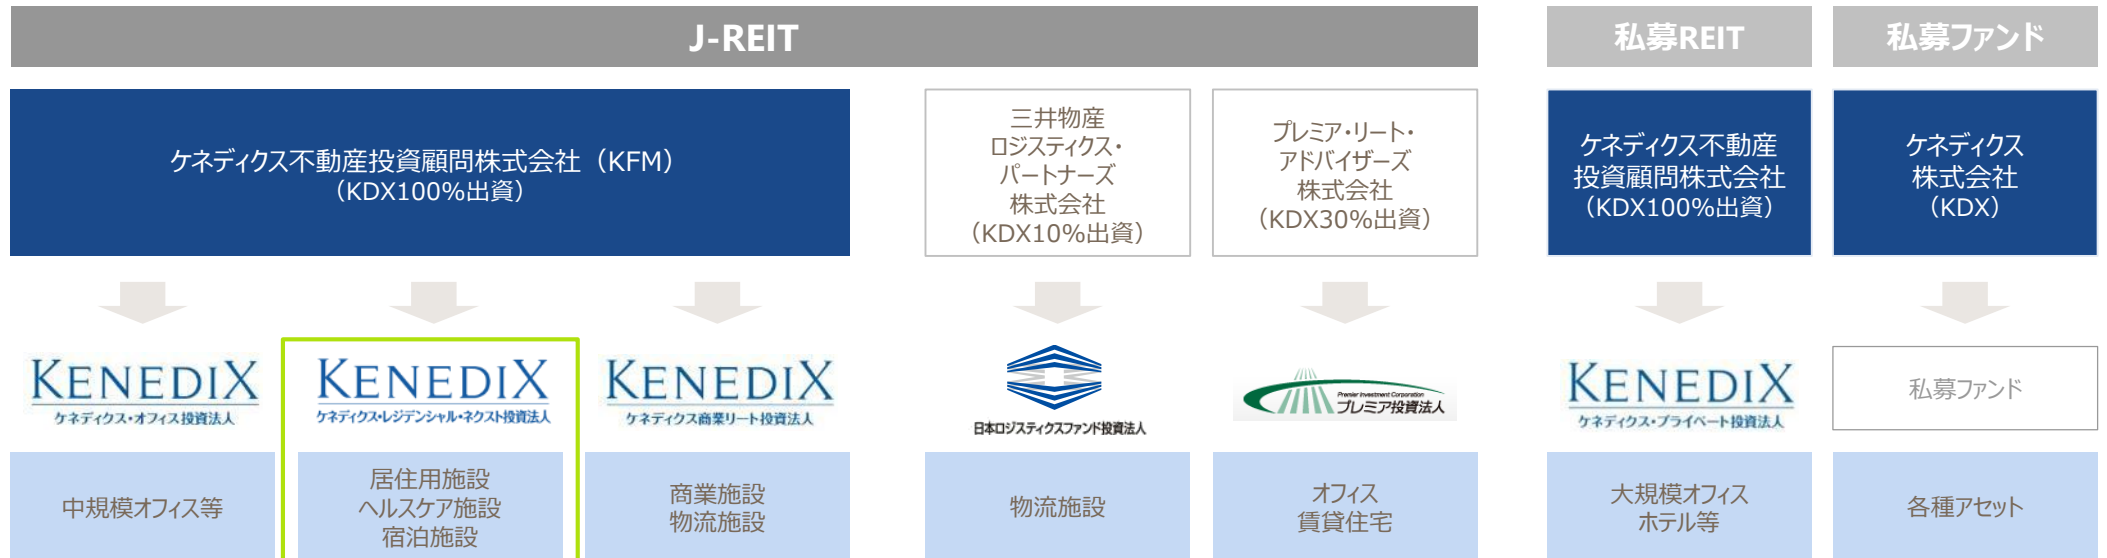 J-REIT
私募REIT
私募ファンド
ケネディクス不動産投資顧問株式会社（KFM）
（KDX100%出資）
三井物産
ロジスティクス・
パートナーズ
株式会社
（KDX10%出資）
プレミア・リート・
アドバイザーズ
株式会社
（KDX30%出資）
ケネディクス不動産
投資顧問株式会社
（KDX100%出資）
ケネディクス
株式会社
（KDX）
KENEDIX
ケネディクス・オフィス投資法人
KENEDIX
ケネディクス・レジデンシャル・ネクスト投資法人
KENEDIX
ケネディクス商業リート投資法人
日本ロジスティクスファンド投資法人
Premier Investment Corporation
プレミア投資法人
KENEDIX
ケネディクス・プライベート投資法人
私募ファンド
中規模オフィス等
居住用施設
ヘルスケア施設
宿泊施設
商業施設
物流施設
物流施設
オフィス
賃貸住宅
大規模オフィス
ホテル等
各種アセット